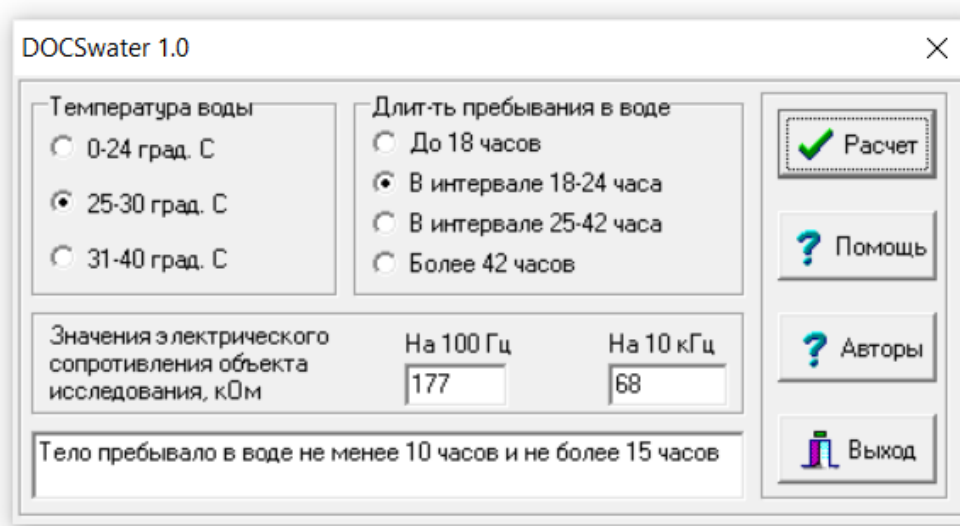 DOCSwater 1.0
Температура воды
0-24 град. С
25-30 град. С
31-40 град. С
Длит-ть пребывания в воде
До 18 часов
В интервале 18-24 часа
В интервале 25-42 часа
Более 42 часов
Расчет
Помощь
Авторы
Выход
Значения электрического
сопротивления объекта
исследования, кОм
На 100 Гц
177
На 10 кГц
68
Тело пребывало в воде не менее 10 часов и не более 15 часов